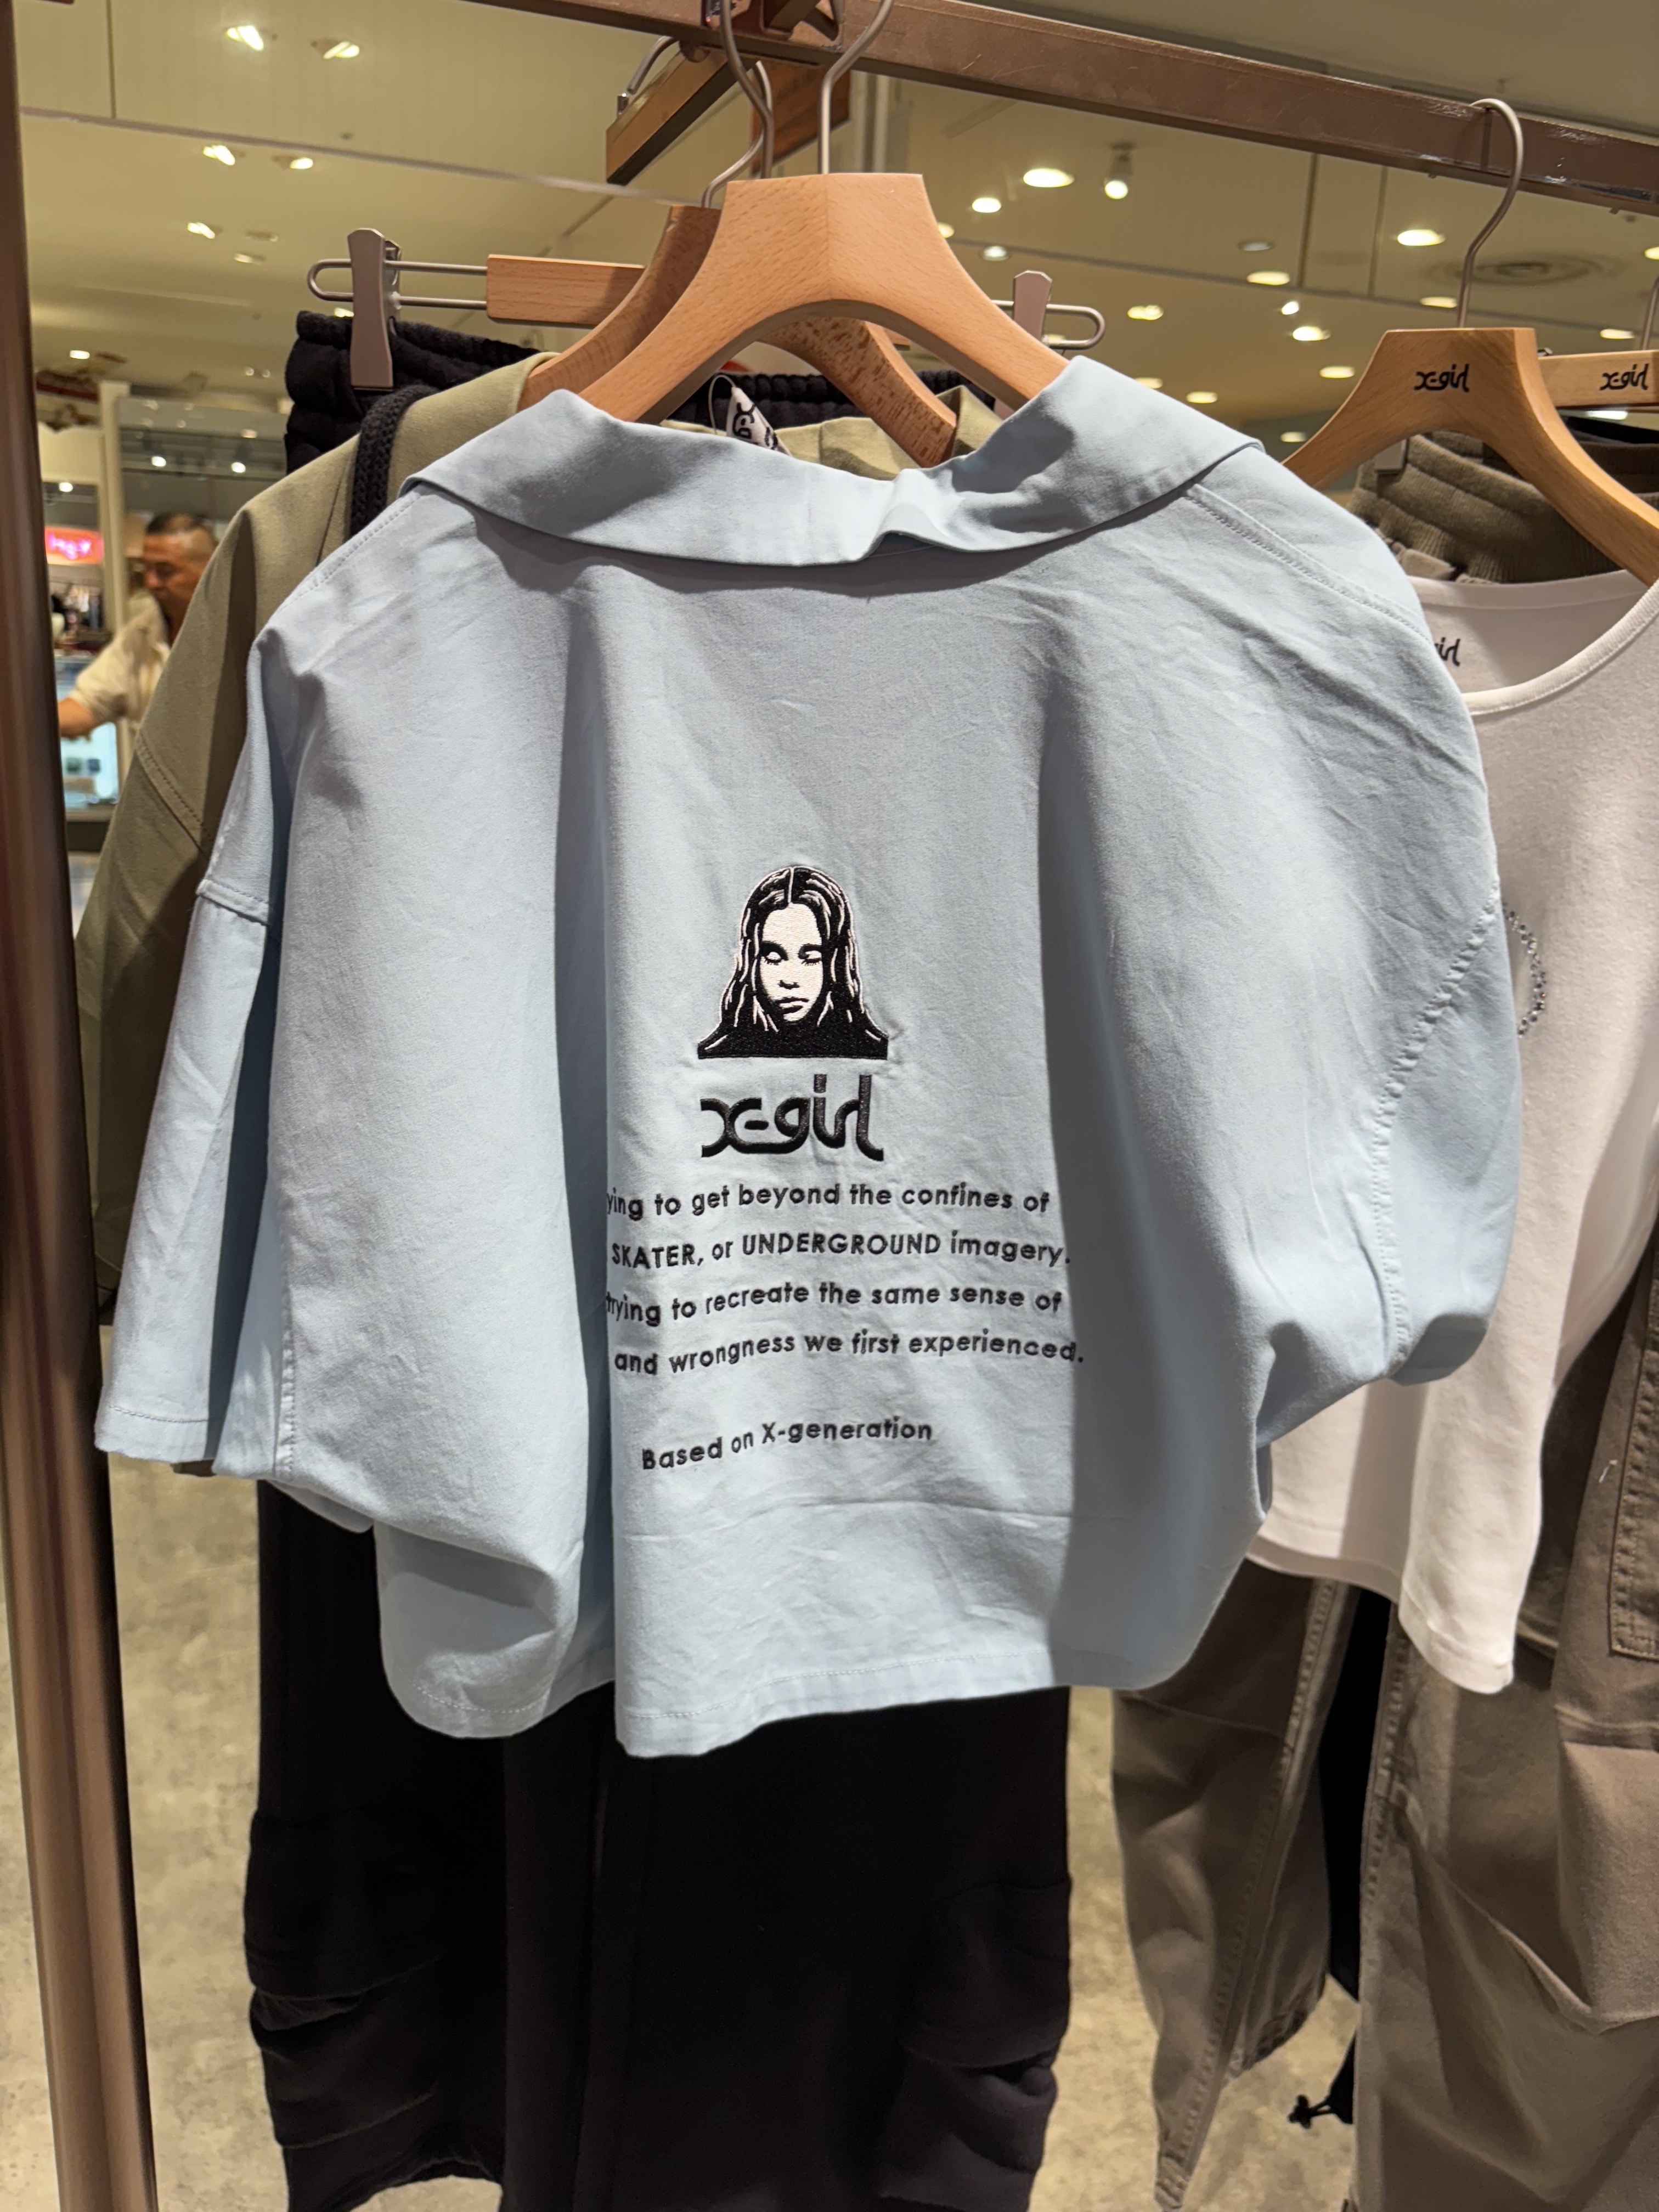 x-girl
x-girl
x-girl
to get beyond the confines of
SKATER, or UNDERGROUND imagery.
trying to recreate the same sense of
and wrongness we first experienced.
Based on X-generation